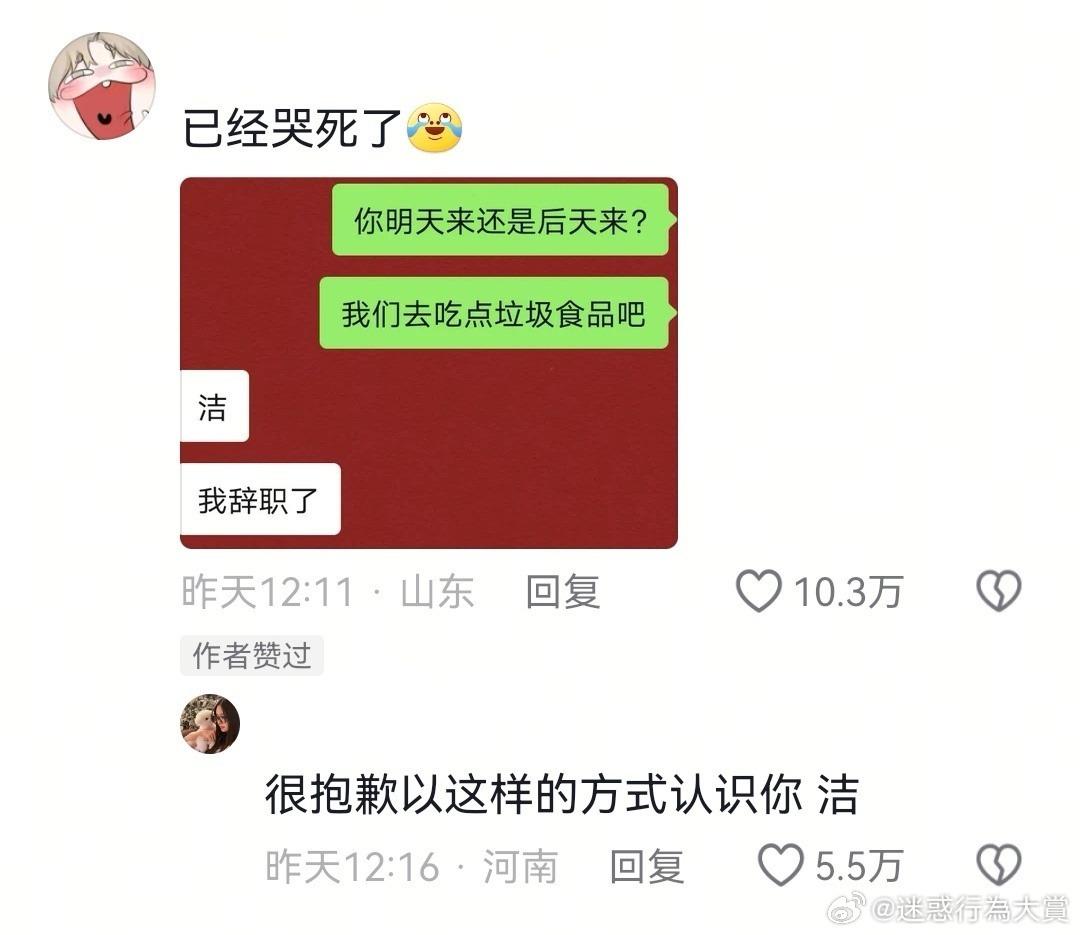 已经哭死了
你明天来还是后天来？
我们去吃点垃圾食品吧
洁
我辞职了
昨天12:11 · 山东 回复 10.3万
作者赞过
很抱歉以这样的方式认识你 洁
昨天12:16 · 河南 回复 5.5万
@迷惑行為大賞